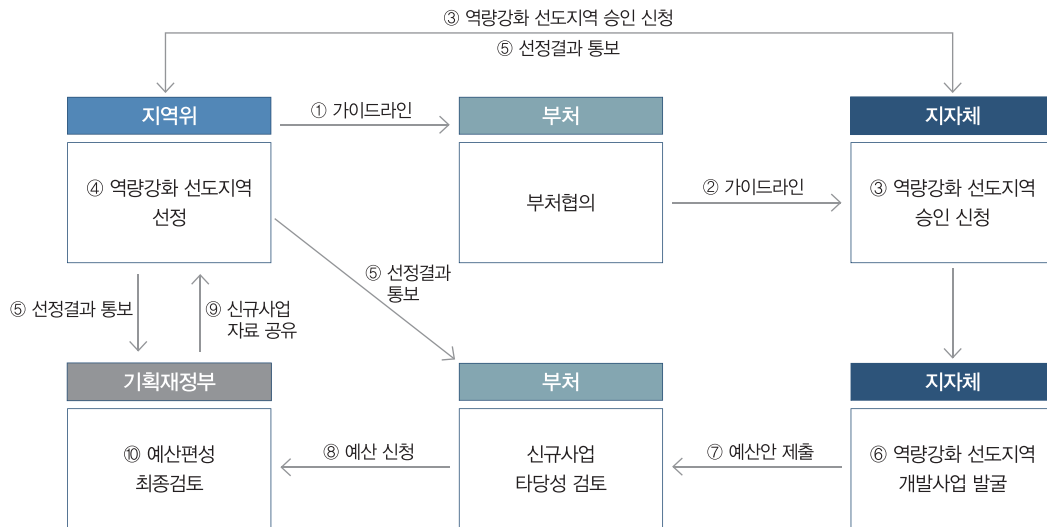 ③ 역량강화 선도지역 승인 신청
⑤ 선정결과 통보
지역위
① 가이드라인
부처
지자체
④ 역량강화 선도지역
선정
부처협의
② 가이드라인
③ 역량강화 선도지역
승인 신청
⑤ 선정결과 통보
⑨ 신규사업
자료 공유
⑤ 선정결과
통보
기획재정부
부처
지자체
⑩ 예산편성
최종검토
⑧ 예산 신청
신규사업
타당성 검토
⑦ 예산안 제출
⑥ 역량강화 선도지역
개발사업 발굴